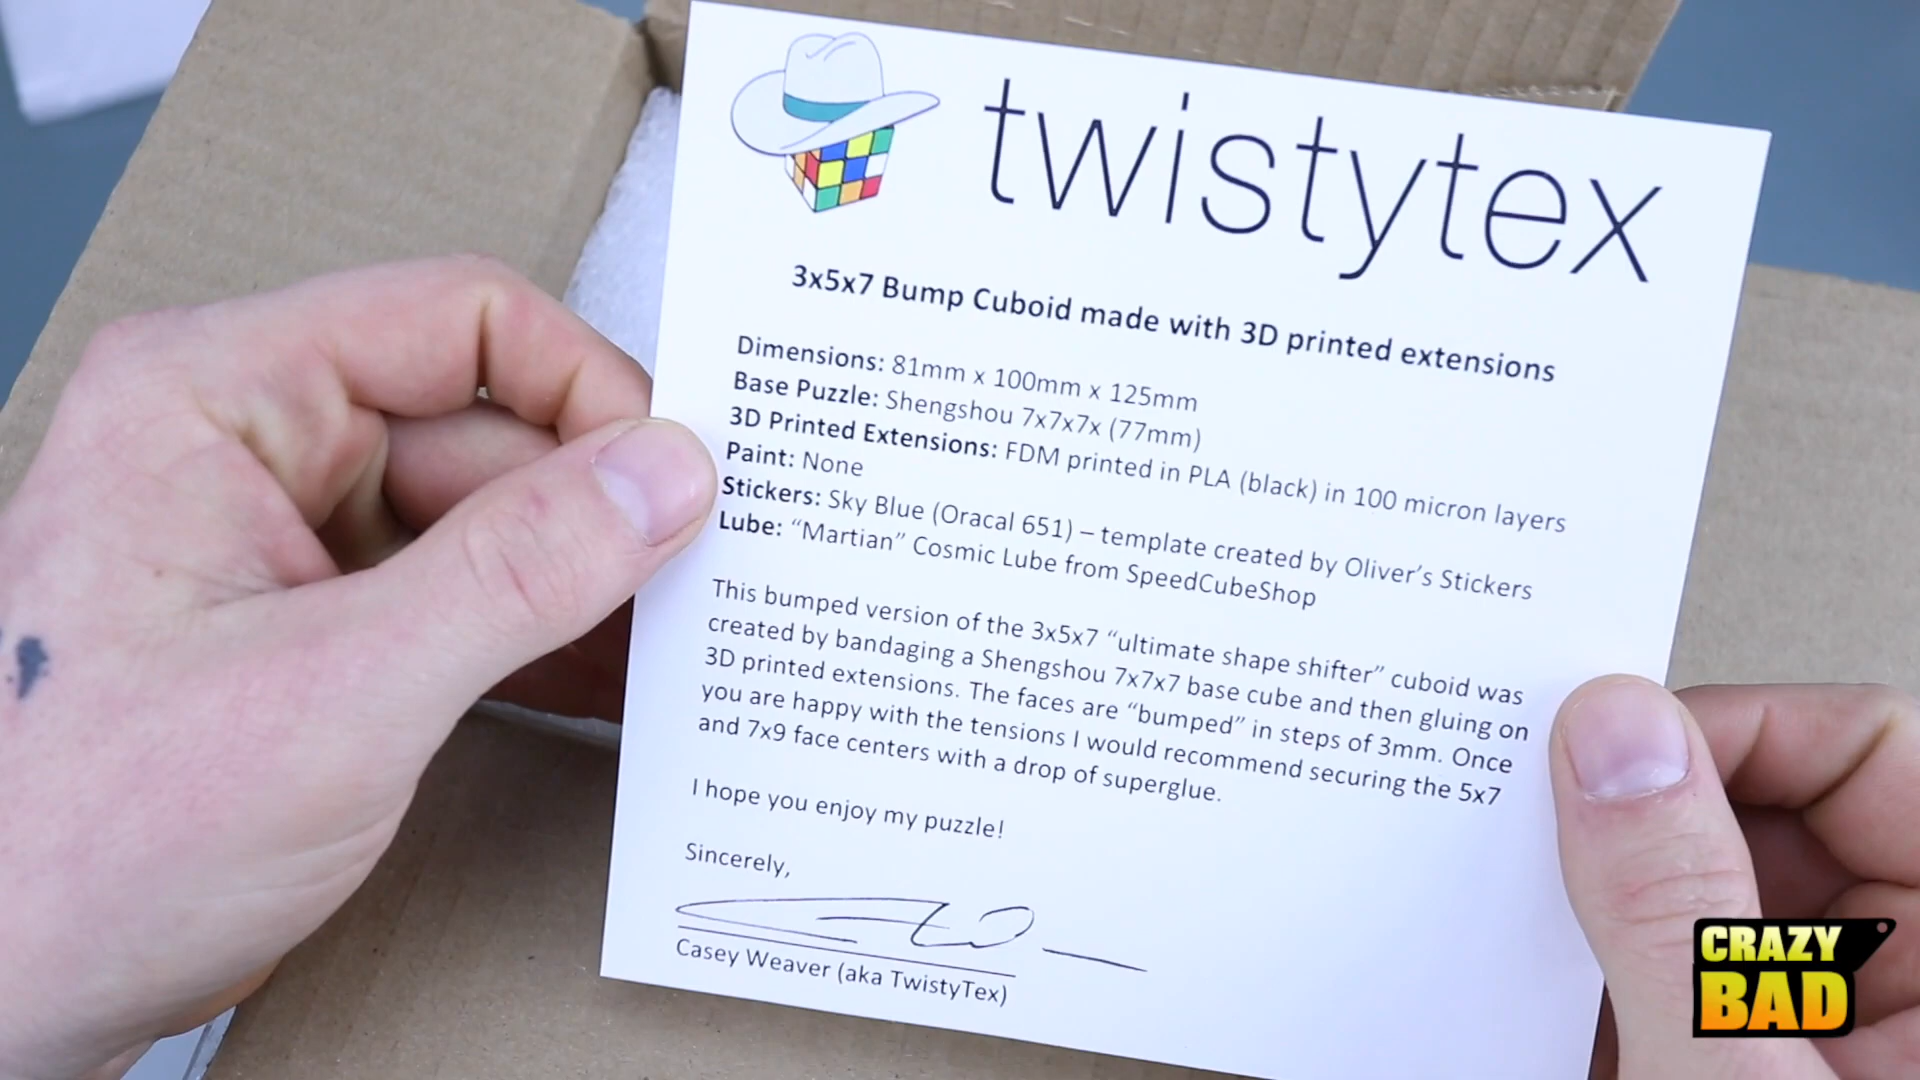 twistytex
3x5x7 Bump Cuboid made with 3D printed extensions
Dimensions: 81mm x 100mm x 125mm
Base Puzzle: Shengshou 7x7x7x (77mm)
3D Printed Extensions: FDM printed in PLA (black) in 100 micron layers
Paint: None
Stickers: Sky Blue (Oracal 651) – template created by Oliver's Stickers
Lube: “Martian” Cosmic Lube from SpeedCubeShop
This bumped version of the 3x5x7 “ultimate shape shifter” cuboid was
created by bandaging a Shengshou 7x7x7 base cube and then gluing on
3D printed extensions. The faces are “bumped” in steps of 3mm. Once
you are happy with the tensions I would recommend securing the 5x7
and 7x9 face centers with a drop of superglue.
I hope you enjoy my puzzle!
Sincerely,
Casey Weaver (aka TwistyTex)
CRAZY
BAD